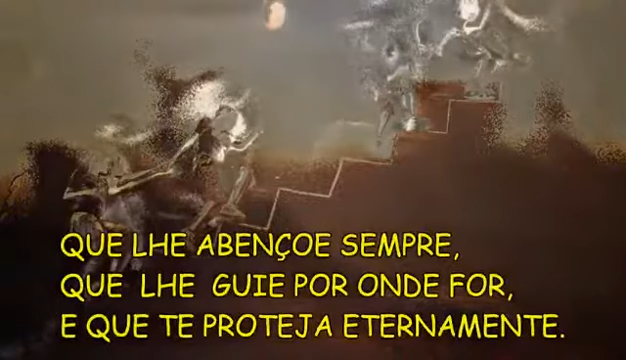 QUE LHE ABENÇOE SEMPRE,
QUE LHE GUIE POR ONDE FOR,
E QUE TE PROTEJA ETERNAMENTE.